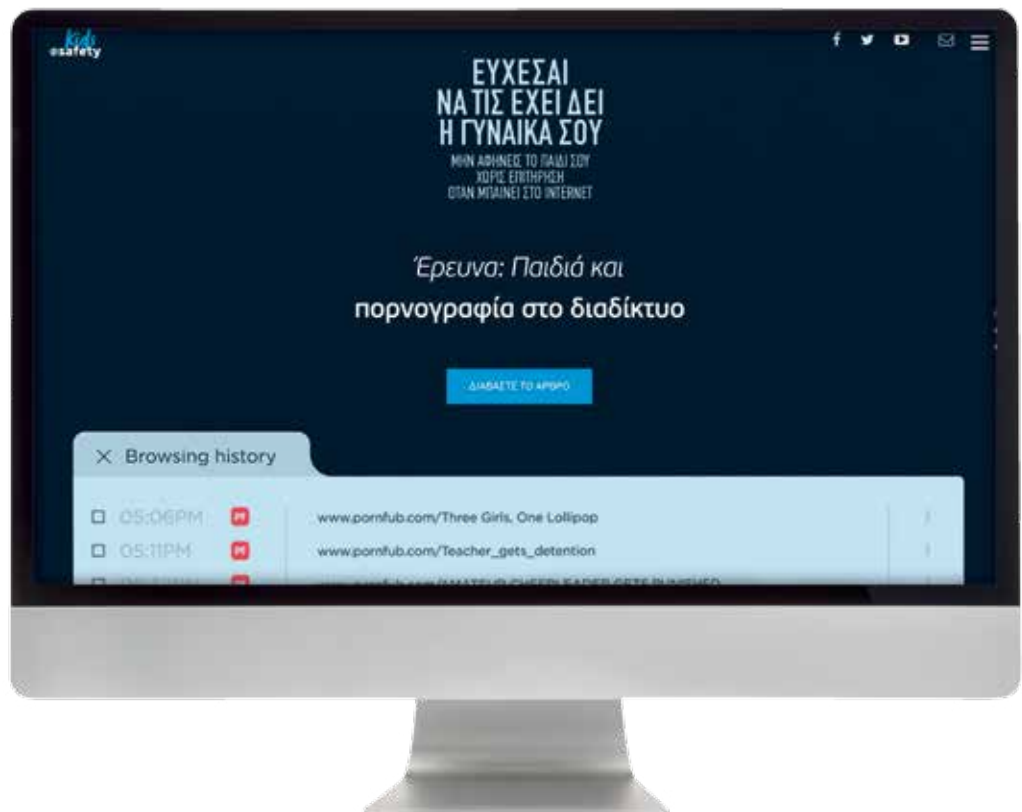 kids
esafety
ΕΥΧΕΣΑΙ
ΝΑ ΤΙΣ ΕΧΕΙ ΔΕΙ
Η ΓΥΝΑΙΚΑ ΣΟΥ
ΜΗΝ ΑΦΗΝΕΙΣ ΤΟ ΠΑΙΔΙ ΣΟΥ
ΧΩΡΙΣ ΕΠΙΤΗΡΗΣΗ
ΟΤΑΝ ΜΠΑΙΝΕΙ ΣΤΟ INTERNET
Έρευνα: Παιδιά και
πορνογραφία στο διαδίκτυο
ΔΙΑΒΑΣΤΕ ΤΟ ΑΡΘΡΟ
Browsing history
05:06PM www.pornfub.com/Three Girls, One Lollipop
05:11PM www.pornfub.com/Teacher_gets_detention